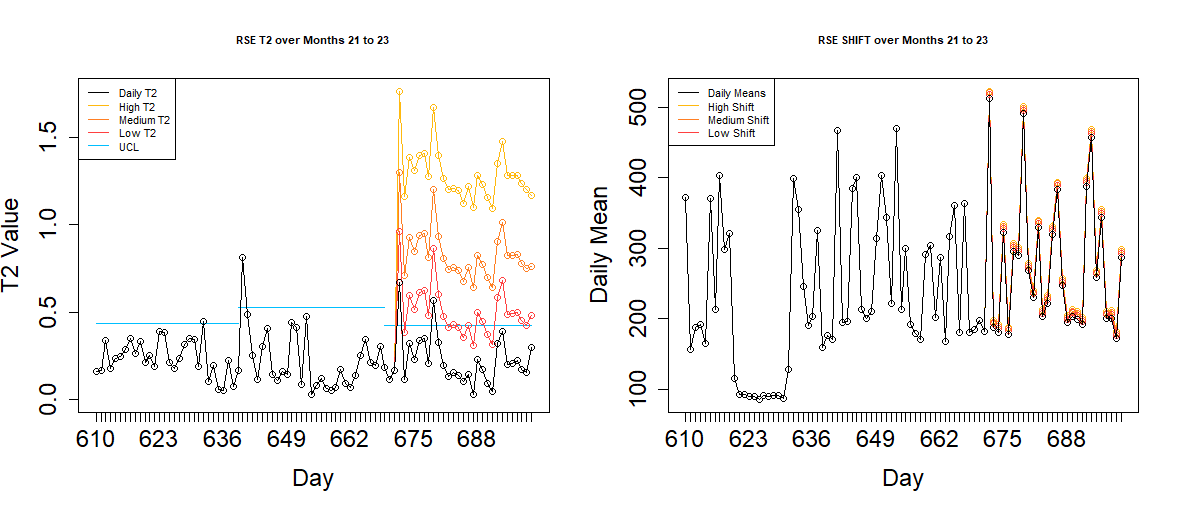 RSE T2 over Months 21 to 23
Daily T2
High T2
Medium T2
Low T2
UCL
T2 Value
0.0
0.5
1.0
1.5
610 623 636 649 662 675 688
Day
RSE SHIFT over Months 21 to 23
Daily Means
High Shift
Medium Shift
Low Shift
Daily Mean
100
200
300
400
500
610 623 636 649 662 675 688
Day